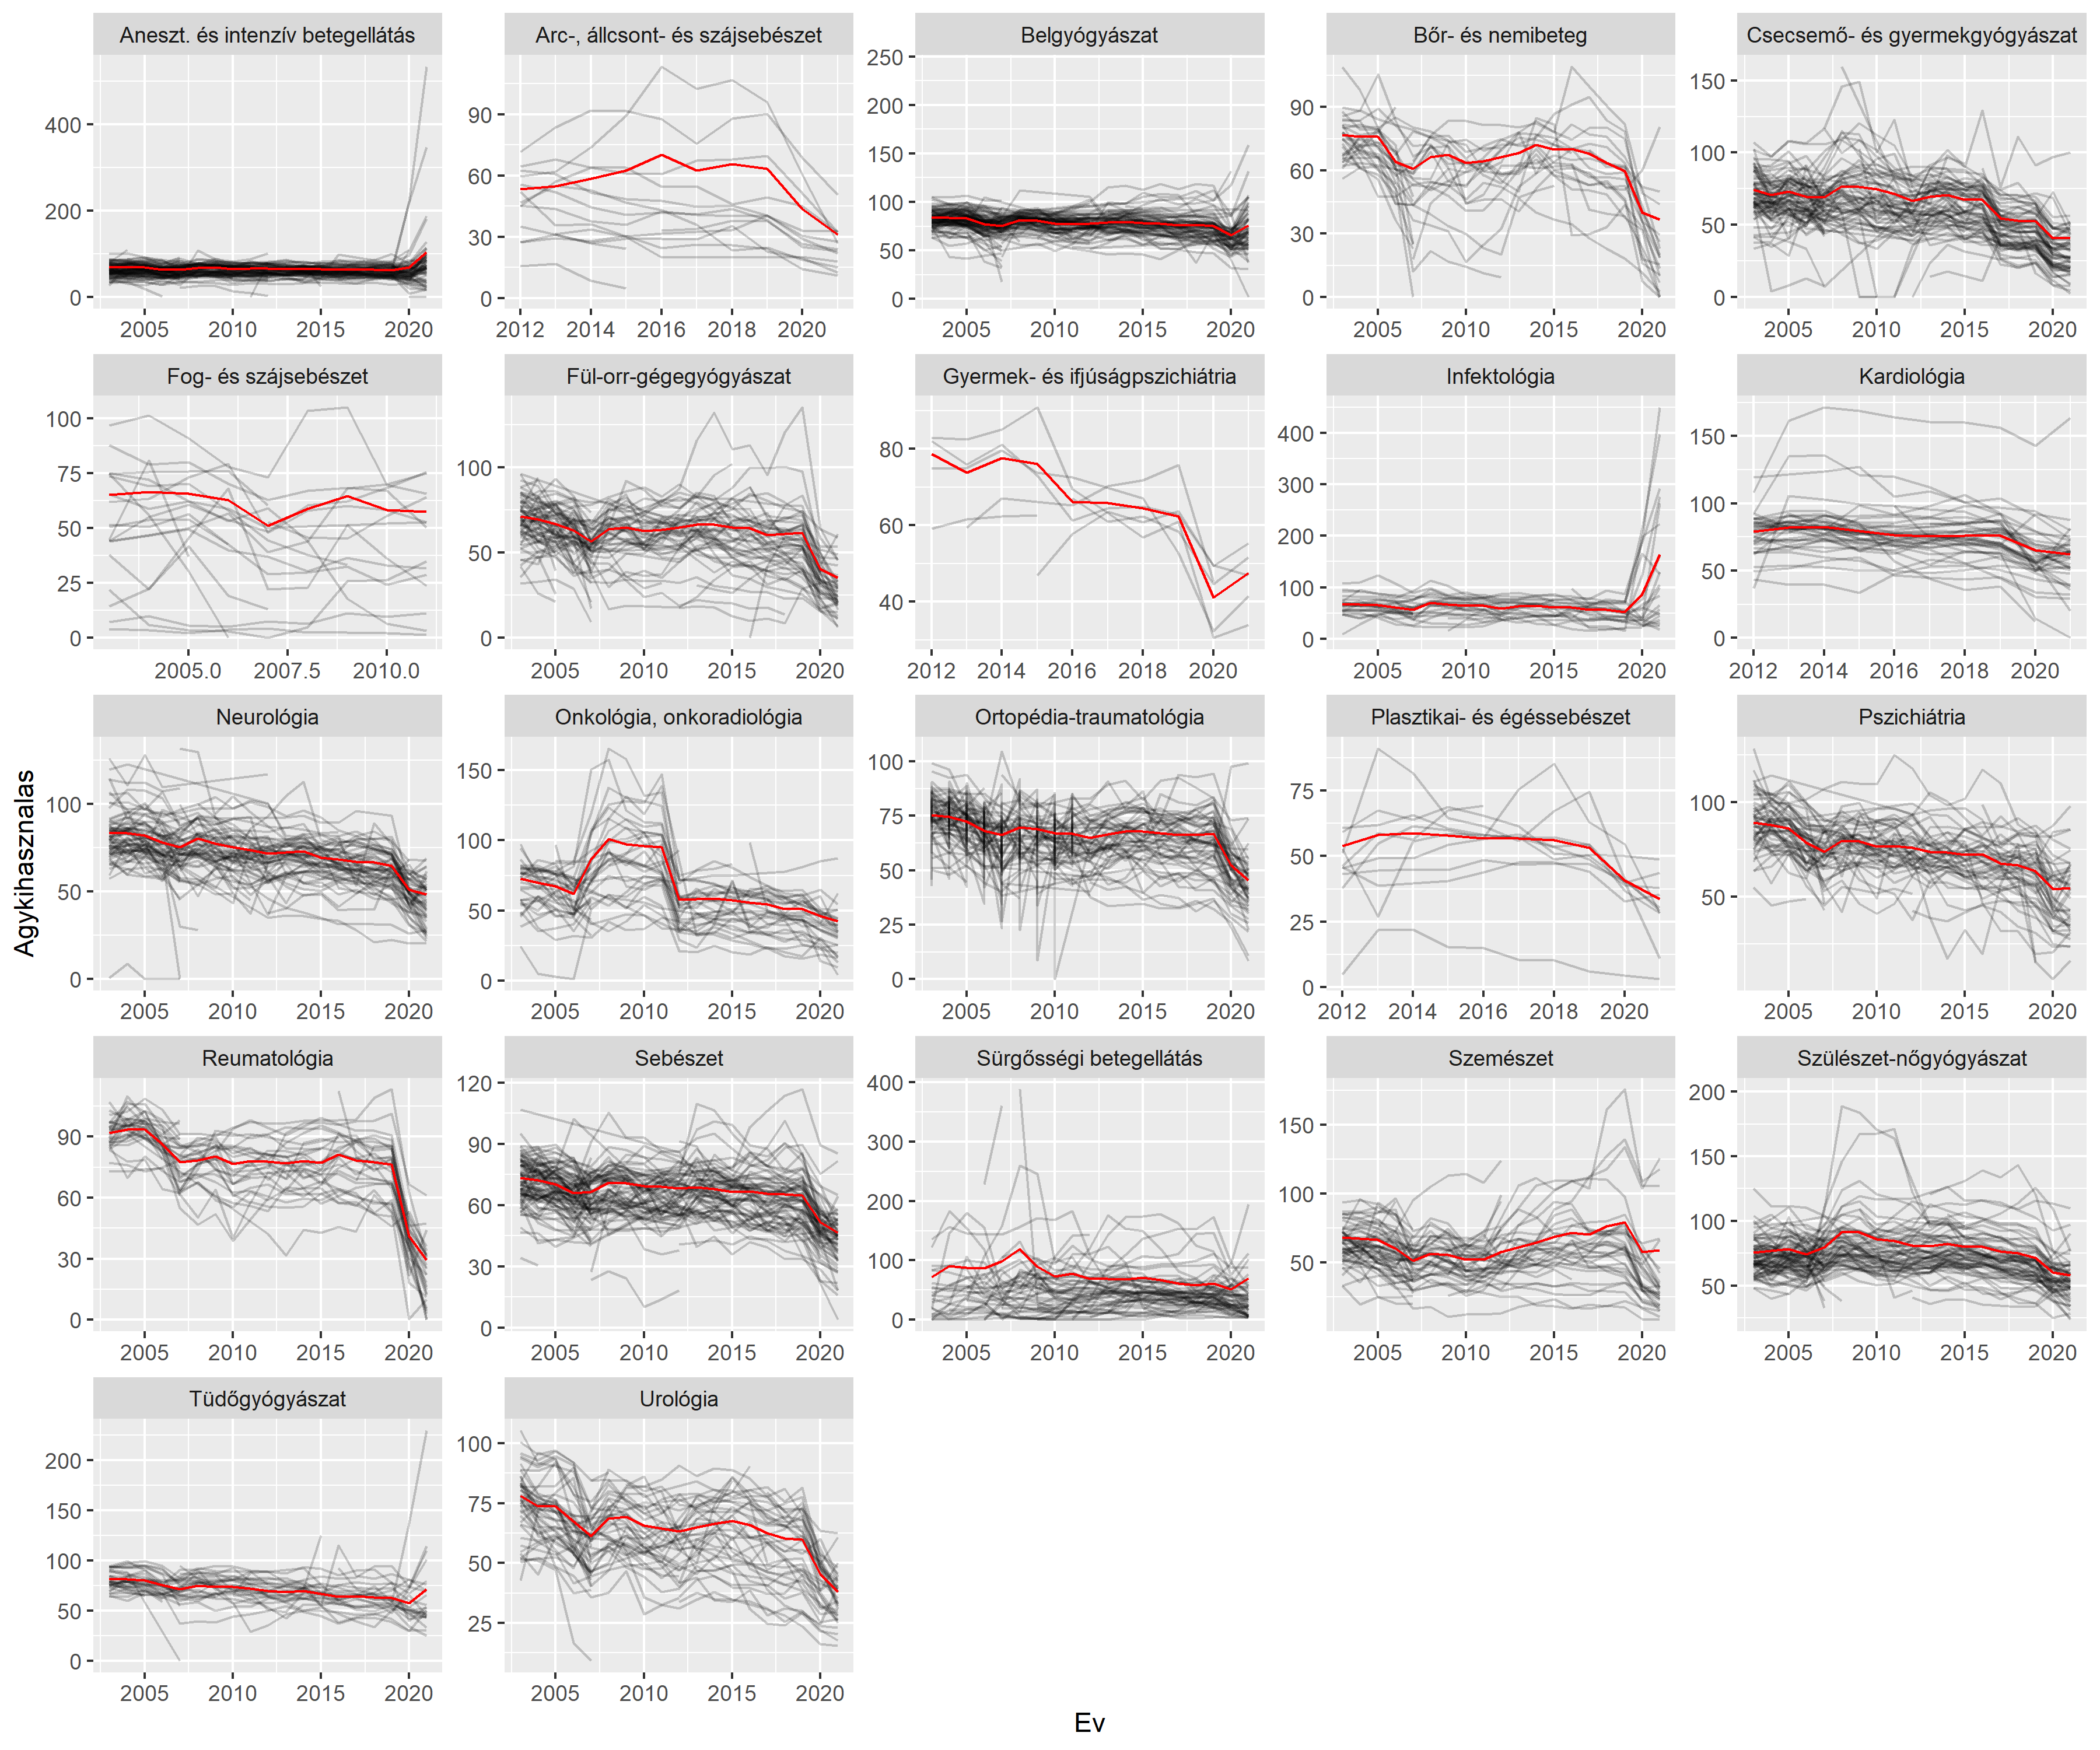 Aneszt. és intenzív betegellátás
Arc-, állcsont- és szájsebészet
Belgyógyászat
Bőr- és nemibeteg
Csecsemő- és gyermekgyógyászat
400
200
0
2005 2010 2015 2020
90
60
30
0
2012 2014 2016 2018 2020
250
200
150
100
50
0
2005 2010 2015 2020
90
60
30
0
2005 2010 2015 2020
150
100
50
0
2005 2010 2015 2020
Fog- és szájsebészet
Fül-orr-gégegyógyászat
Gyermek- és ifjúságpszichiátria
Infektológia
Kardiológia
100
75
50
25
0
2005.0 2007.5 2010.0
100
50
0
2005 2010 2015 2020
80
60
40
2012 2014 2016 2018 2020
400
300
200
100
0
2005 2010 2015 2020
150
100
50
0
2012 2014 2016 2018 2020
Neurológia
Onkológia, onkoradiológia
Ortopédia-traumatológia
Plasztikai- és égéssebészet
Pszichiátria
100
50
0
2005 2010 2015 2020
150
100
50
0
2005 2010 2015 2020
100
75
50
25
0
2005 2010 2015 2020
75
50
25
0
2012 2014 2016 2018 2020
100
50
2005 2010 2015 2020
Reumatológia
Sebészet
Sürgősségi betegellátás
Szemészet
Szülészet-nőgyógyászat
90
60
30
0
2005 2010 2015 2020
120
90
60
30
0
2005 2010 2015 2020
400
300
200
100
0
2005 2010 2015 2020
150
100
50
2005 2010 2015 2020
200
150
100
50
2005 2010 2015 2020
Tüdőgyógyászat
Urológia
200
150
100
50
0
2005 2010 2015 2020
100
75
50
25
2005 2010 2015 2020
Agykihasznalas
Ev